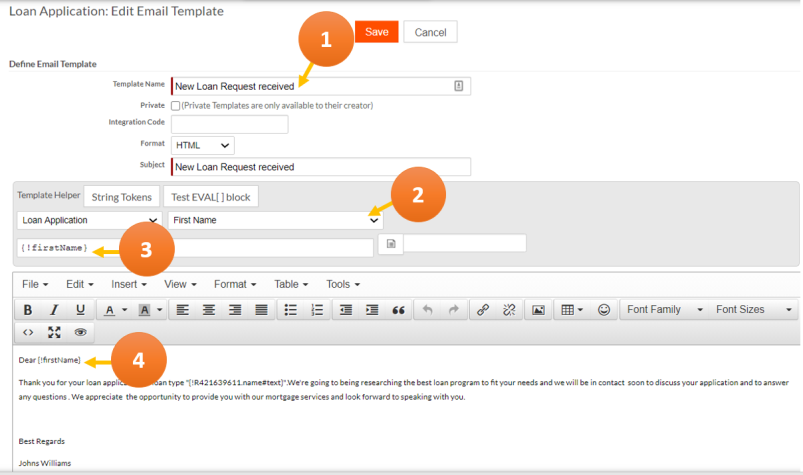 Loan Application: Edit Email Template
1
Save Cancel
Define Email Template
Template Name New Loan Request received
Private (Private Templates are only available to their creator)
Integration Code
Format HTML
Subject New Loan Request received
Template Helper String Tokens Test EVAL[ ] block
2
Loan Application First Name
{!firstName}
3
File Edit Insert View Format Table Tools
B I U A A Font Family Font Sizes
Dear {!firstName}
4
Thank you for your loan application loan type "{!R421639611.name#text}".We're going to being researching the best loan program to fit your needs and we will be in contact soon to discuss your application and to answer
any questions . We appreciate the opportunity to provide you with our mortgage services and look forward to speaking with you.
Best Regards
Johns Williams